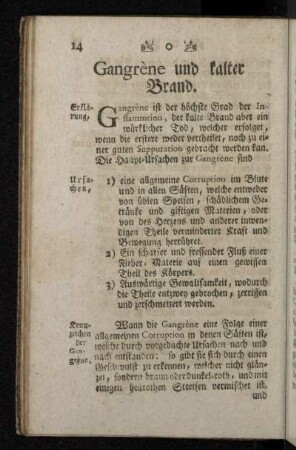 14
Gangrène und kalter
Brand.
Erklä-
rung,
Gangrène ist der höchste Grad der In-
flammtion, der kalte Brand aber ein
würklicher Tod, welcher erfolget,
wenn die erstere weder vertheilet, noch zu ei-
ner guten Suppuration gebracht werden kan.
Die Haupt-Ursachen zur Gangrène sind
Ursa-
chen,
1) eine allgemeine Corruption im Blute
und in allen Säften, welche entweder
von üblen Speisen, schädlichem Ge-
tränke und giftigen Materien, oder
von des Herzens und anderer inwen-
digen Theile verminderter Kraft und
Bewegung herrühret.
2) Ein scharfer und fressender Fluß einer
Fieber-Materie auf einen gewissen
Theil des Körpers.
3) Auswärtige Gewaltsamkeit, wodurch
die Theile entzwey gebrochen, zerrissen
und zerschmettert werden.
Kenn-
zeichen
der
Gan-
grène,
Wann die Gangrène eine Folge einer
allgemeinen Corruption in denen Säften ist,
welche durch vorgedachte Ursachen nach und
nach entstanden; so gibt sie sich durch einen
Geschwulst zu erkennen, welcher nicht glän-
zet, sondern braun oder dunkel-roth, und mit
einigen hellrothen Streifen vermischet ist,
und